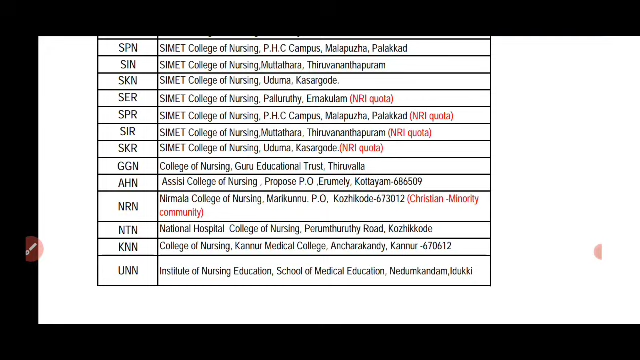 SPN SIMET College of Nursing, P.H.C Campus, Malapuzha, Palakkad
SIN SIMET College of Nursing,Muttathara, Thiruvananthapuram
SKN SIMET College of Nursing, Uduma, Kasargode.
SER SIMET College of Nursing, Palluruthy, Ernakulam (NRI quota)
SPR SIMET College of Nursing, P.H.C Campus, Malapuzha, Palakkad (NRI quota)
SIR SIMET College of Nursing,Muttathara, Thiruvananthapuram (NRI quota)
SKR SIMET College of Nursing, Uduma, Kasargode.(NRI quota)
GGN College of Nursing, Guru Educational Trust, Thiruvalla
AHN Assisi College of Nursing , Propose P.O ,Erumely, Kottayam-686509
NRN Nirmala College of Nursing, Marikunnu. P.O, Kozhikode-673012 (Christian -Minority
community)
NTN National Hospital College of Nursing, Perumthuruthy Road, Kozhikkode
KNN College of Nursing, Kannur Medical College, Ancharakandy, Kannur -670612
UNN Institute of Nursing Education, School of Medical Education, Nedumkandam, Idukki